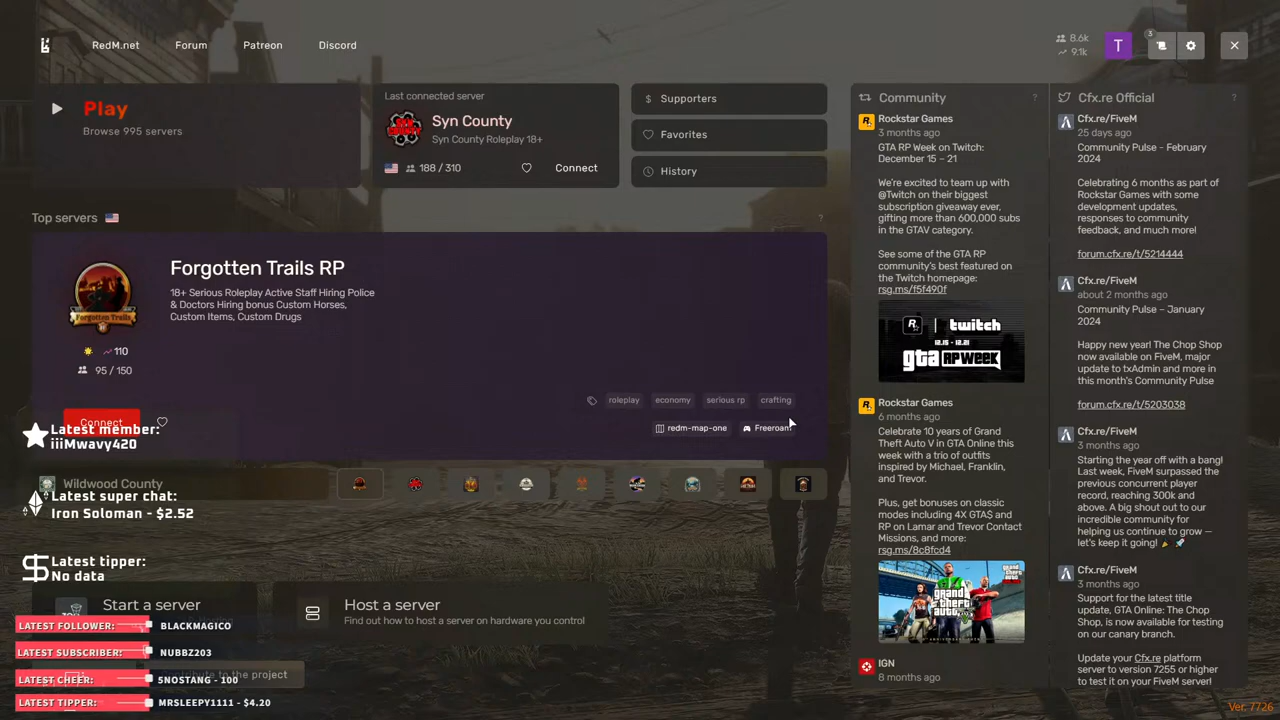 RedM.net
Forum
Patreon
Discord
8.6k
9.1k
T
3
Play
Browse 995 servers
Last connected server
Syn County
Syn County Roleplay 18+
188 / 310
Connect
$ Supporters
Favorites
History
Top servers
?
Forgotten Trails RP
18+ Serious Roleplay Active Staff Hiring Police
& Doctors Hiring bonus Custom Horses,
Custom Items, Custom Drugs
Forgotten Trails
110
95 / 150
roleplay
economy
serious rp
crafting
redm-map-one
Freeroam
Connect
Latest member:
iiiMwavy420
Wildwood County
Latest super chat:
Iron Soloman - $2.52
Latest tipper:
No data
Start a server
Host a server
Find out how to host a server on hardware you control
to the project
LATEST FOLLOWER:
BLACKMAGICO
LATEST SUBSCRIBER:
NUBBZ203
LATEST CHEER:
5NOSTANG - 100
LATEST TIPPER:
MRSLEEPY1111 - $4.20
Community
?
Rockstar Games
3 months ago
GTA RP Week on Twitch:
December 15 – 21
We're excited to team up with
@Twitch on their biggest
subscription giveaway ever,
gifting more than 600,000 subs
in the GTAV category.
See some of the GTA RP
community's best featured on
the Twitch homepage:
rsg.ms/f5f490f
R
twitch
12.15 - 12.21
gta RP WEEK
Rockstar Games
6 months ago
Celebrate 10 years of Grand
Theft Auto V in GTA Online this
week with a trio of outfits
inspired by Michael, Franklin,
and Trevor.
Plus, get bonuses on classic
modes including 4X GTA$ and
RP on Lamar and Trevor Contact
Missions, and more:
rsg.ms/8c8fcd4
grand
theft
auto
IGN
8 months ago
Cfx.re Official
?
Cfx.re/FiveM
25 days ago
Community Pulse - February
2024
Celebrating 6 months as part of
Rockstar Games with some
development updates,
responses to community
feedback, and much more!
forum.cfx.re/t/5214444
Cfx.re/FiveM
about 2 months ago
Community Pulse – January
2024
Happy new year! The Chop Shop
now available on FiveM, major
update to txAdmin and more in
this month's Community Pulse
forum.cfx.re/t/5203038
Cfx.re/FiveM
3 months ago
Starting the year off with a bang!
Last week, FiveM surpassed the
previous concurrent player
record, reaching 300k and
above. A big shout out to our
incredible community for
helping us continue to grow —
let's keep it going!
Cfx.re/FiveM
3 months ago
Support for the latest title
update, GTA Online: The Chop
Shop, is now available for testing
on our canary branch.
Update your Cfx.re platform
server to version 7255 or higher
to test it on your FiveM server!
Ver. 7726